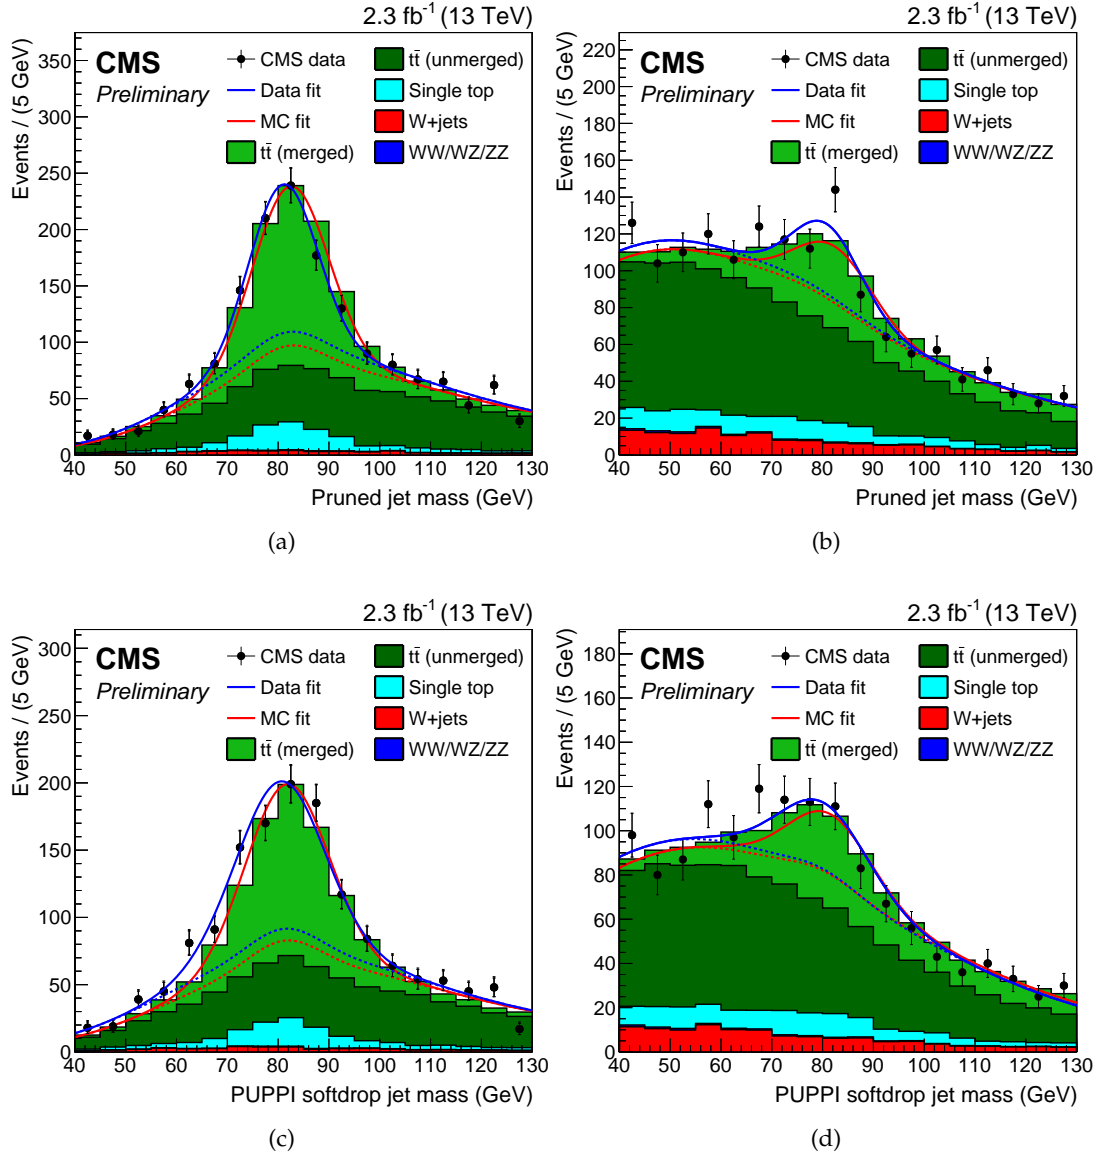 2.3 fb⁻¹ (13 TeV)
CMS
Preliminary
CMS data
Data fit
MC fit
tt̄ (merged)
tt̄ (unmerged)
Single top
W+jets
WW/WZ/ZZ
Events / (5 GeV)
350
300
250
200
150
100
50
0
40 50 60 70 80 90 100 110 120 130
Pruned jet mass (GeV)
(a)
2.3 fb⁻¹ (13 TeV)
CMS
Preliminary
CMS data
Data fit
MC fit
tt̄ (merged)
tt̄ (unmerged)
Single top
W+jets
WW/WZ/ZZ
Events / (5 GeV)
220
200
180
160
140
120
100
80
60
40
20
0
40 50 60 70 80 90 100 110 120 130
Pruned jet mass (GeV)
(b)
2.3 fb⁻¹ (13 TeV)
CMS
Preliminary
CMS data
Data fit
MC fit
tt̄ (merged)
tt̄ (unmerged)
Single top
W+jets
WW/WZ/ZZ
Events / (5 GeV)
300
250
200
150
100
50
0
40 50 60 70 80 90 100 110 120 130
PUPPI softdrop jet mass (GeV)
(c)
2.3 fb⁻¹ (13 TeV)
CMS
Preliminary
CMS data
Data fit
MC fit
tt̄ (merged)
tt̄ (unmerged)
Single top
W+jets
WW/WZ/ZZ
Events / (5 GeV)
180
160
140
120
100
80
60
40
20
0
40 50 60 70 80 90 100 110 120 130
PUPPI softdrop jet mass (GeV)
(d)